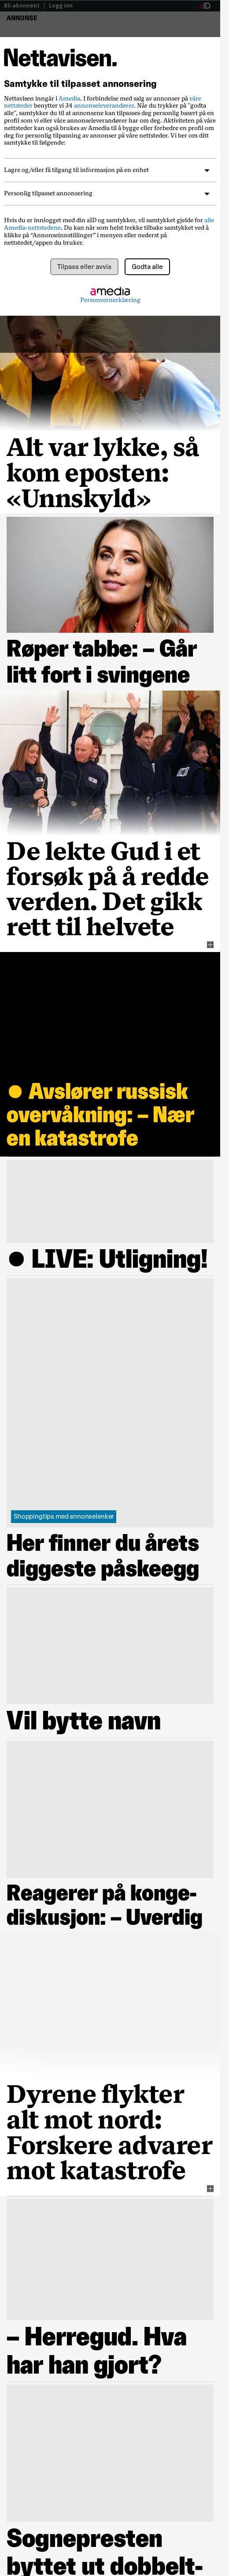 Bli abonnent | Logg inn
ANNONSE
Nettavisen.
Samtykke til tilpasset annonsering
Nettavisen inngår i Amedia. I forbindelse med salg av annonser på våre
nettsteder benytter vi 34 annonseleverandører. Når du trykker på "godta
alle", samtykker du til at annonsene kan tilpasses deg personlig basert på en
profil som vi eller våre annonseleverandører har om deg. Aktiviteten din på våre
nettsteder kan også brukes av Amedia til å bygge eller forbedre en profil om
deg for personlig tilpasning av annonser på våre nettsteder. Vi ber om ditt
samtykke til følgende:
Lagre og/eller få tilgang til informasjon på en enhet
Personlig tilpasset annonsering
Hvis du er innlogget med din aID og samtykker, vil samtykket gjelde for alle
Amedia-nettstedene. Du kan når som helst trekke tilbake samtykket ved å
klikke på “Annonseinnstillinger” i menyen eller nederst på
nettstedet/appen du bruker.
Tilpass eller avvis
Godta alle
amedia
Personvernerklæring
Alt var lykke, så
kom eposten:
«Unnskyld»
Røper tabbe: – Går
litt fort i svingene
De lekte Gud i et
forsøk på å redde
verden. Det gikk
rett til helvete
● Avslører russisk
overvåkning: – Nær
en katastrofe
● LIVE: Utligning!
Shoppingtips med annonselenker
Her finner du årets
diggeste påskeegg
Vil bytte navn
Reagerer på konge-
diskusjon: – Uverdig
Dyrene flykter
alt mot nord:
Forskere advarer
mot katastrofe
– Herregud. Hva
har han gjort?
Sognepresten
byttet ut dobbelt-